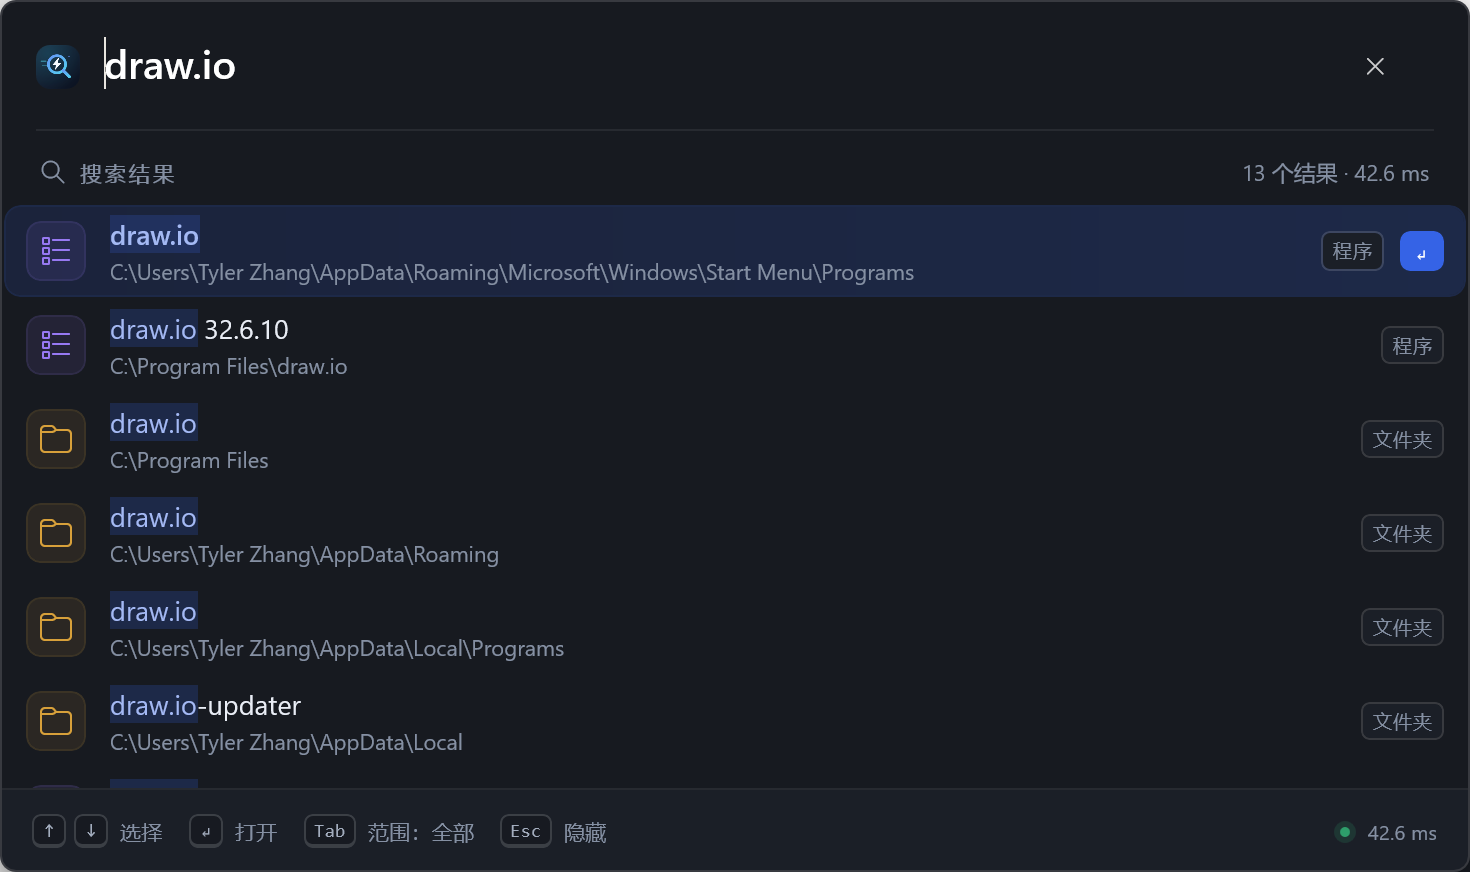 draw.io
搜索结果
13 个结果 · 42.6 ms
draw.io
C:\Users\Tyler Zhang\AppData\Roaming\Microsoft\Windows\Start Menu\Programs
程序
draw.io 32.6.10
C:\Program Files\draw.io
程序
draw.io
C:\Program Files
文件夹
draw.io
C:\Users\Tyler Zhang\AppData\Roaming
文件夹
draw.io
C:\Users\Tyler Zhang\AppData\Local\Programs
文件夹
draw.io-updater
C:\Users\Tyler Zhang\AppData\Local
文件夹
↑ ↓ 选择 ↵ 打开 Tab 范围：全部 Esc 隐藏
42.6 ms